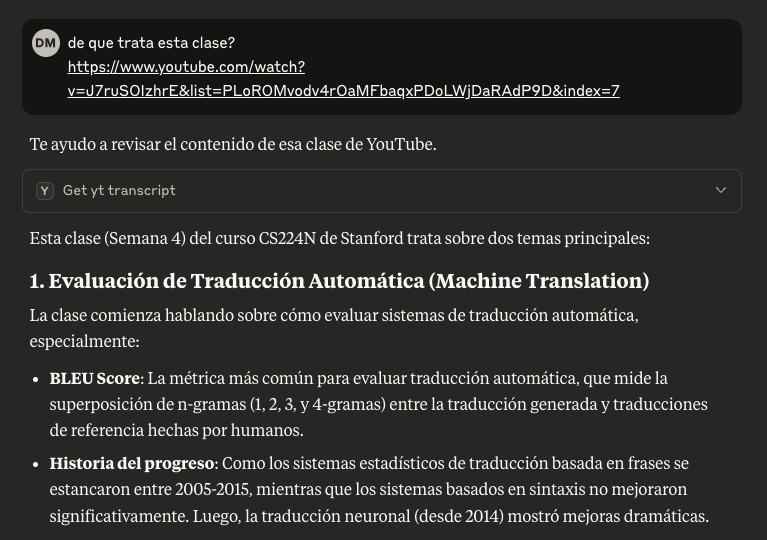 DM
de que trata esta clase?
https://www.youtube.com/watch?
v=J7ruSOIzhrE&list=PLoROMvodv4rOaMFbaqxPDoLWjDaRAdP9D&index=7
Te ayudo a revisar el contenido de esa clase de YouTube.
Y Get yt transcript
Esta clase (Semana 4) del curso CS224N de Stanford trata sobre dos temas principales:
1. Evaluación de Traducción Automática (Machine Translation)
La clase comienza hablando sobre cómo evaluar sistemas de traducción automática,
especialmente:
• BLEU Score: La métrica más común para evaluar traducción automática, que mide la
superposición de n-gramas (1, 2, 3, y 4-gramas) entre la traducción generada y traducciones
de referencia hechas por humanos.
• Historia del progreso: Como los sistemas estadísticos de traducción basada en frases se
estancaron entre 2005-2015, mientras que los sistemas basados en sintaxis no mejoraron
significativamente. Luego, la traducción neuronal (desde 2014) mostró mejoras dramáticas.